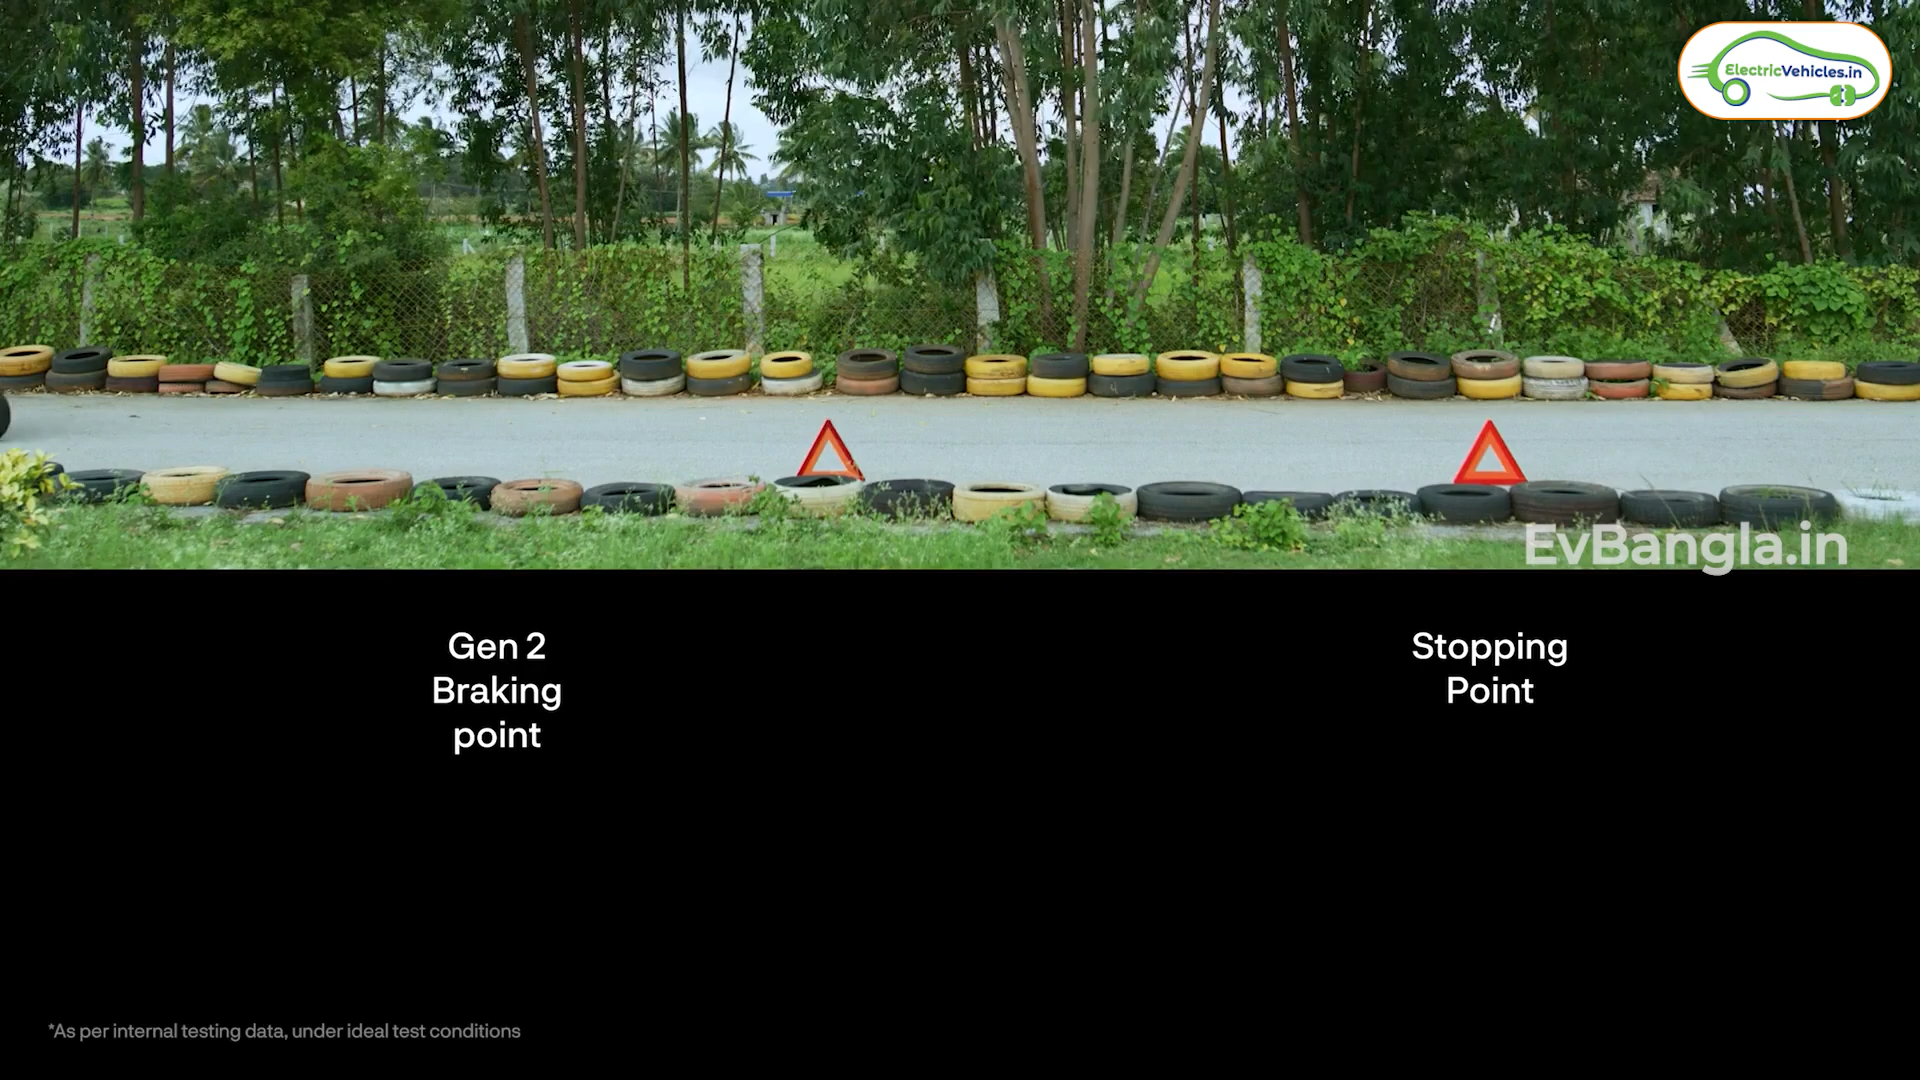 ElectricVehicles.in
EvBangla.in
Gen 2
Braking
point
Stopping
Point
*As per internal testing data, under ideal test conditions